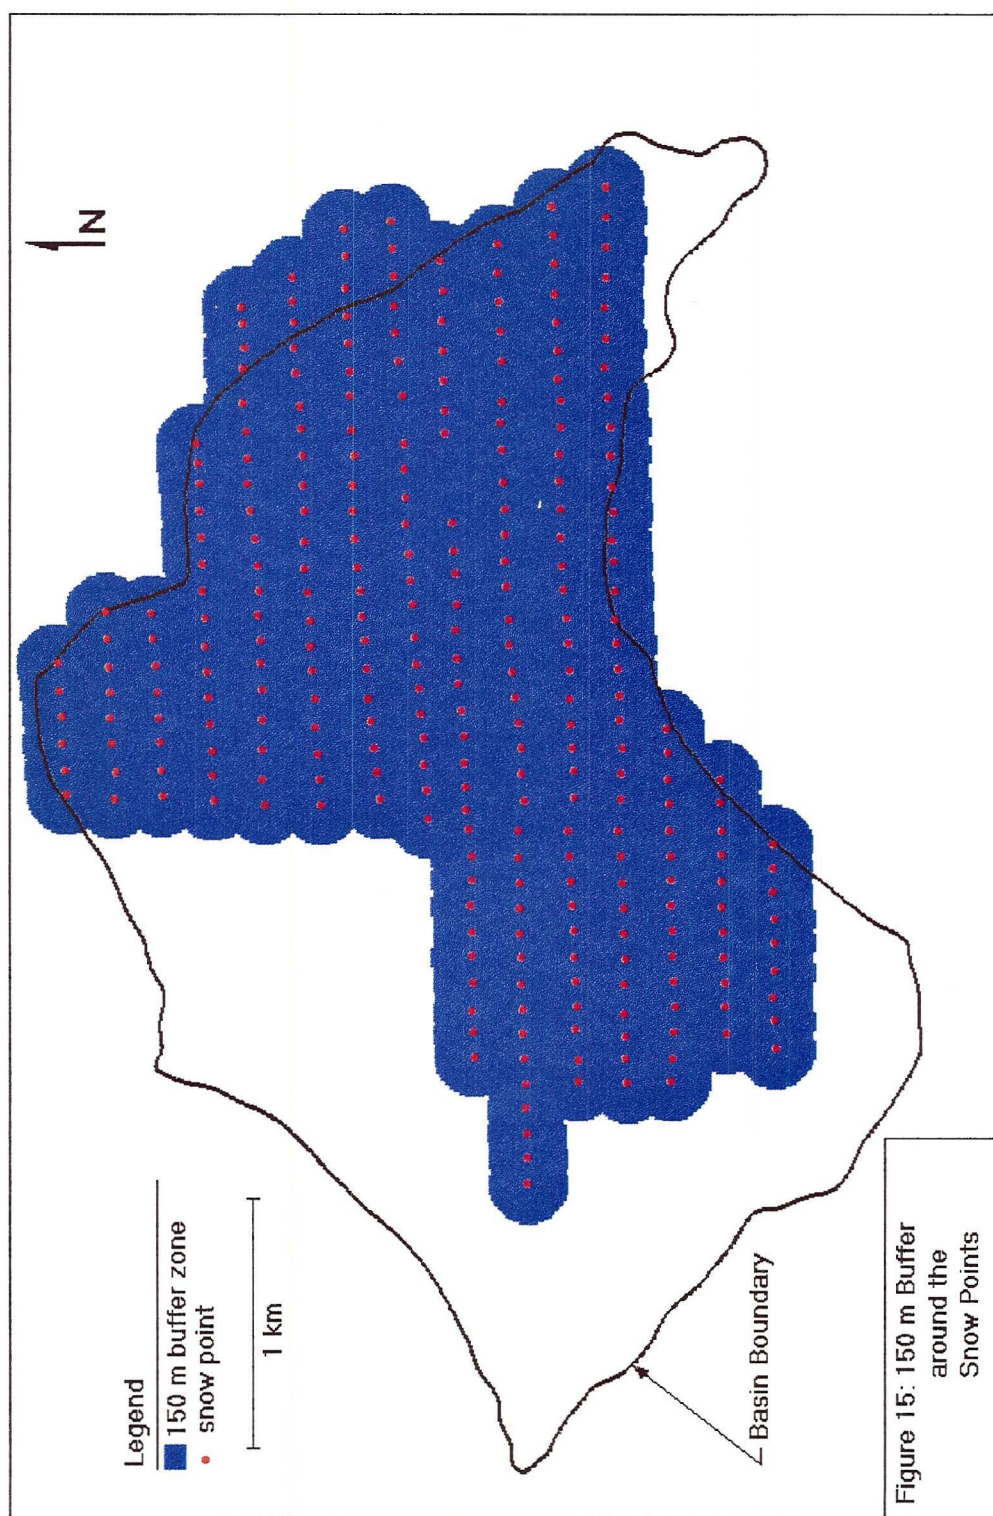 N
Legend
150 m buffer zone
snow point
1 km
Basin Boundary
Figure 15: 150 m Buffer
around the
Snow Points